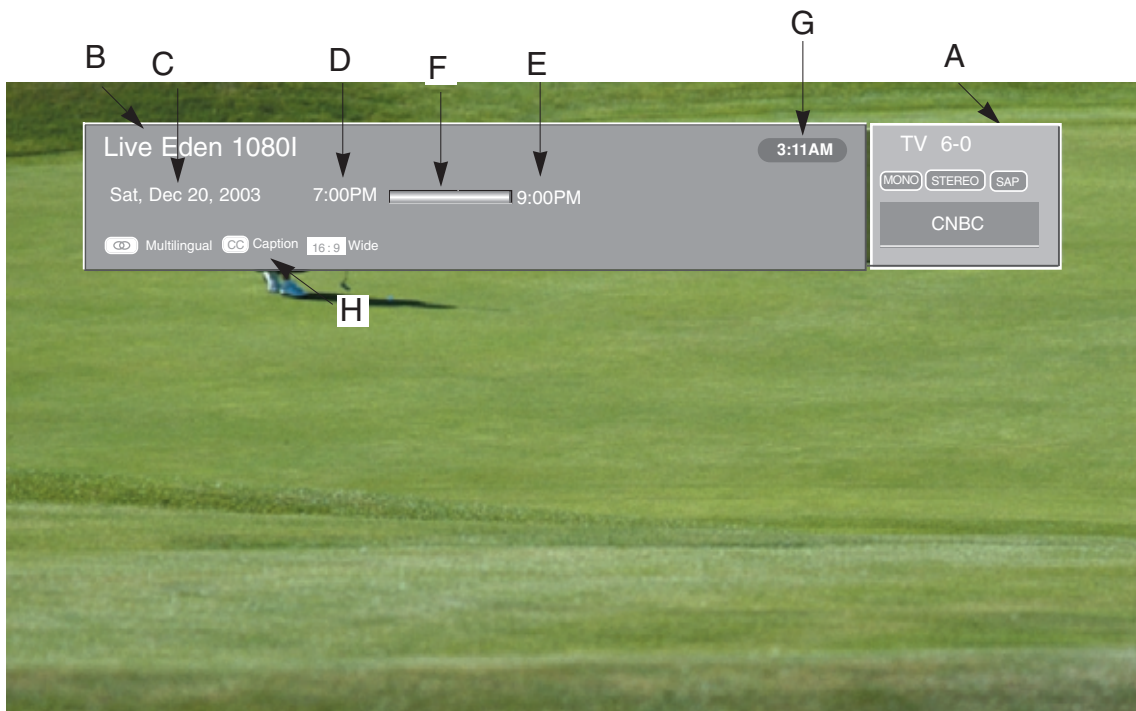 G
B C D F E A
Live Eden 1080I 3:11AM
TV 6-0
Sat, Dec 20, 2003 7:00PM 9:00PM
MONO STEREO SAP
CNBC
Multilingual CC Caption 16:9 Wide
H